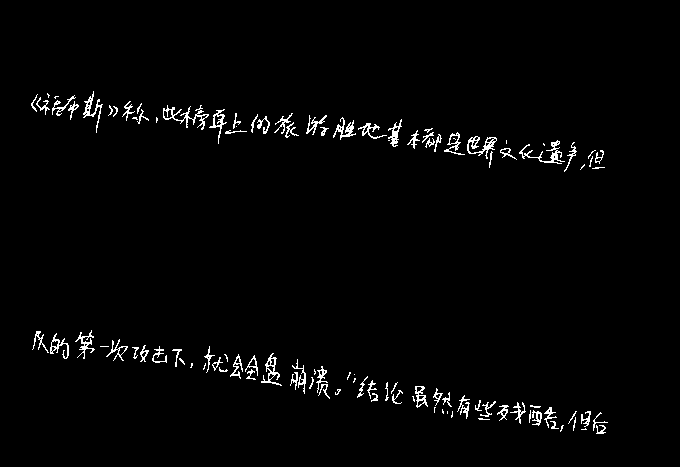 《福布斯》称,此榜单上的旅游胜地基本都是世界文化遗产,但
队的第一次攻击下,就会全盘崩溃。”结论虽然有些残酷,但后